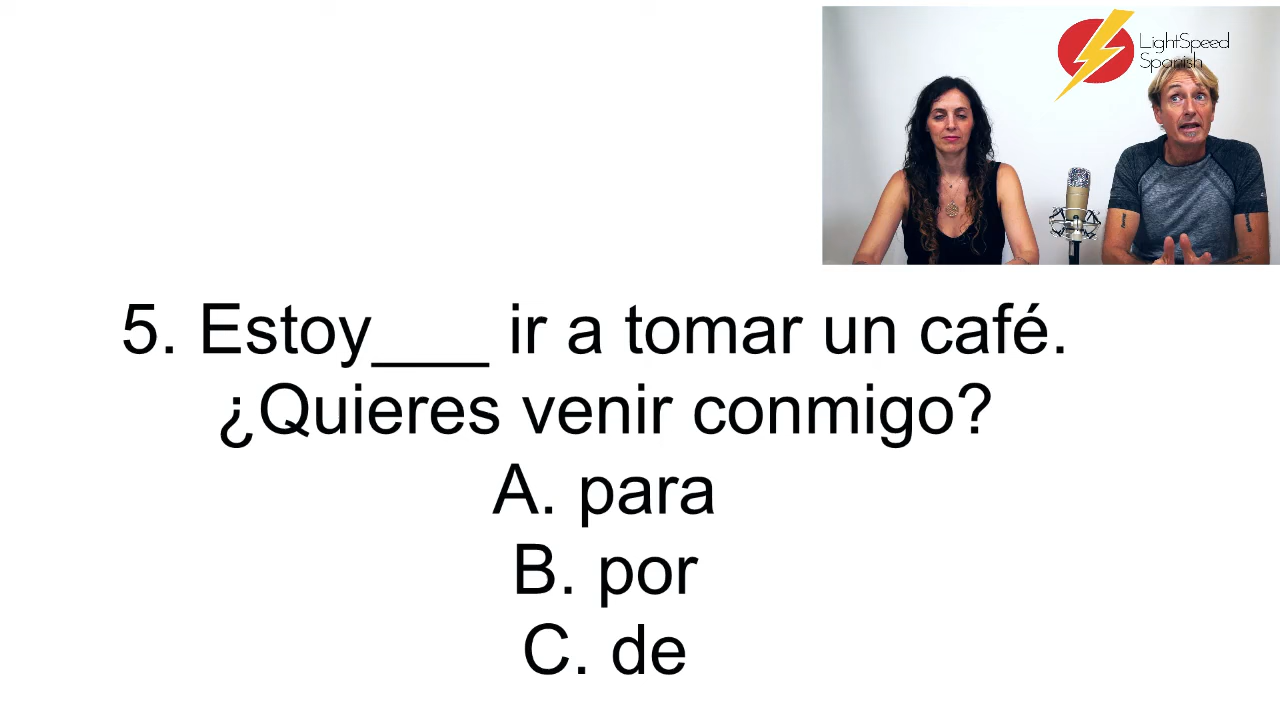 LightSpeed
Spanish
5. Estoy___ ir a tomar un café.
¿Quieres venir conmigo?
A. para
B. por
C. de